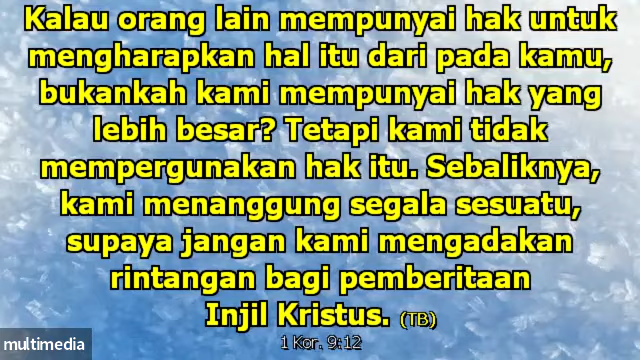 Kalau orang lain mempunyai hak untuk
mengharapkan hal itu dari pada kamu,
bukankah kami mempunyai hak yang
lebih besar? Tetapi kami tidak
mempergunakan hak itu. Sebaliknya,
kami menanggung segala sesuatu,
supaya jangan kami mengadakan
rintangan bagi pemberitaan
Injil Kristus. (TB)
1 Kor. 9:12
multimedia